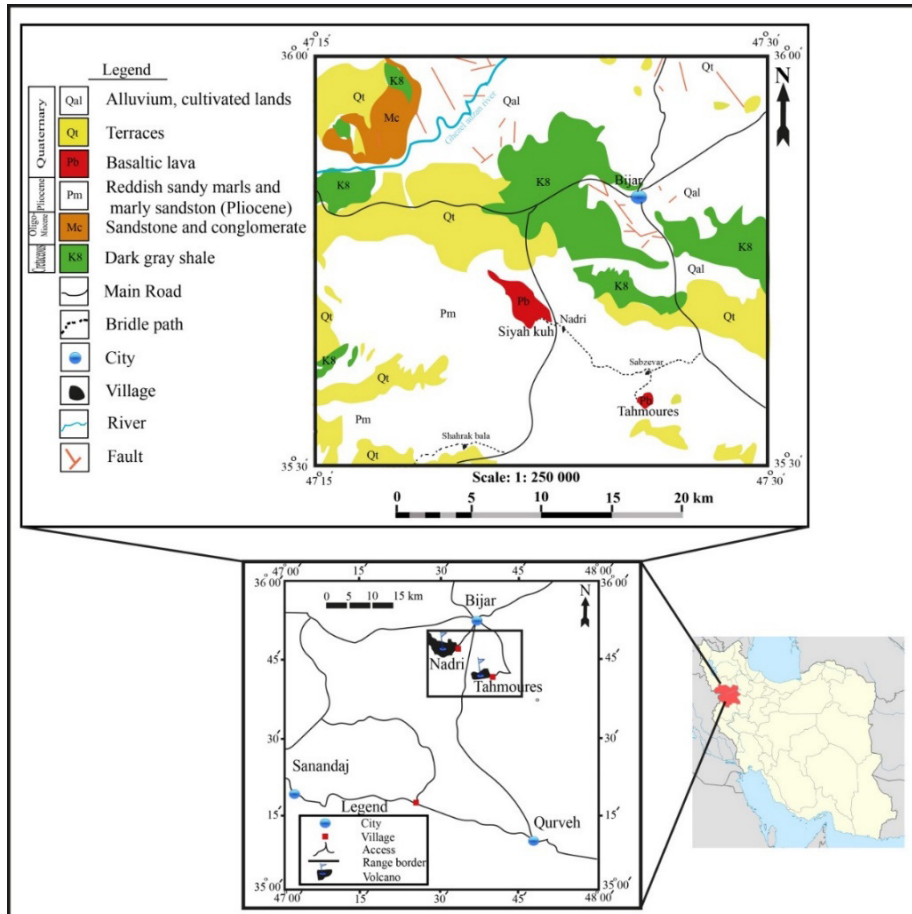 Legend
Quaternary
Pliocene
Oligo-
Miocene
Qal Alluvium, cultivated lands
Qt Terraces
Pb Basaltic lava
Pm Reddish sandy marls and
marly sandston (Pliocene)
Mc Sandstone and conglomerate
K8 Dark gray shale
Main Road
Bridle path
City
Village
River
Fault
47° 15′
36° 00′
47° 30′
36° 00′
N
K8
Qt
Mc
Qal
Qt
K8
K8
Bijar
Qal
Qt
K8
Qal
K8
Pb
Pm
Siyah kuh
Nadri
Qt
Qt
K8
Sabzevar
Qt
Pb
Tahmoures
Pm
Shahrak bala
Qt
35° 30′
47° 15′
35° 30′
47° 30′
Scale: 1: 250 000
0 5 10 15 20 km
47° 00′ 15′ 30′ 45′ 48° 00′
36° 00′
0 5 10 15 km
N
Bijar
45′
Nadri
Tahmoures
45′
30′
30′
Sanandaj
15′
Legend
City
Village
Access
Range border
Volcano
Qurveh
15′
35° 00′
35° 00′
47° 00′ 15′ 30′ 45′ 48° 00′